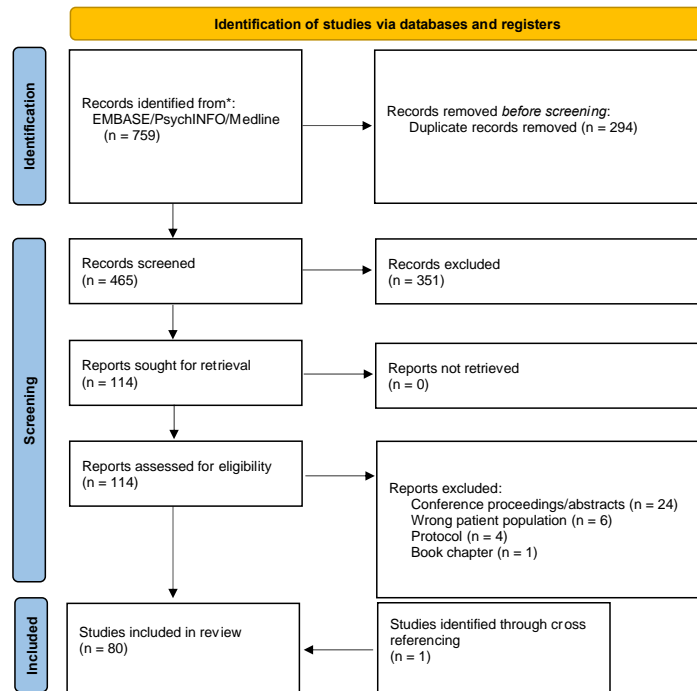 Identification of studies via databases and registers
Identification
Records identified from*:
EMBASE/PsychINFO/Medline
(n = 759)
Records removed before screening:
Duplicate records removed (n = 294)
Screening
Records screened
(n = 465)
Records excluded
(n = 351)
Reports sought for retrieval
(n = 114)
Reports not retrieved
(n = 0)
Reports assessed for eligibility
(n = 114)
Reports excluded:
Conference proceedings/abstracts (n = 24)
Wrong patient population (n = 6)
Protocol (n = 4)
Book chapter (n = 1)
Included
Studies included in review
(n = 80)
Studies identified through cross
referencing
(n = 1)